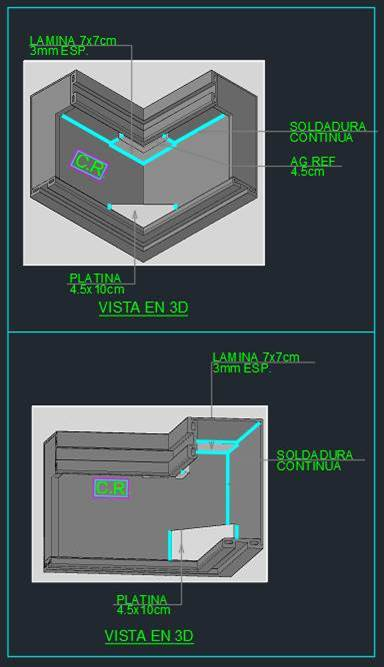 LAMINA 7x7cm
3mm ESP.
SOLDADURA
CONTINUA
AG REF
4.5cm
C.R
PLATINA
4.5x10cm
VISTA EN 3D
LAMINA 7x7cm
3mm ESP.
SOLDADURA
CONTINUA
C.R
PLATINA
4.5x10cm
VISTA EN 3D